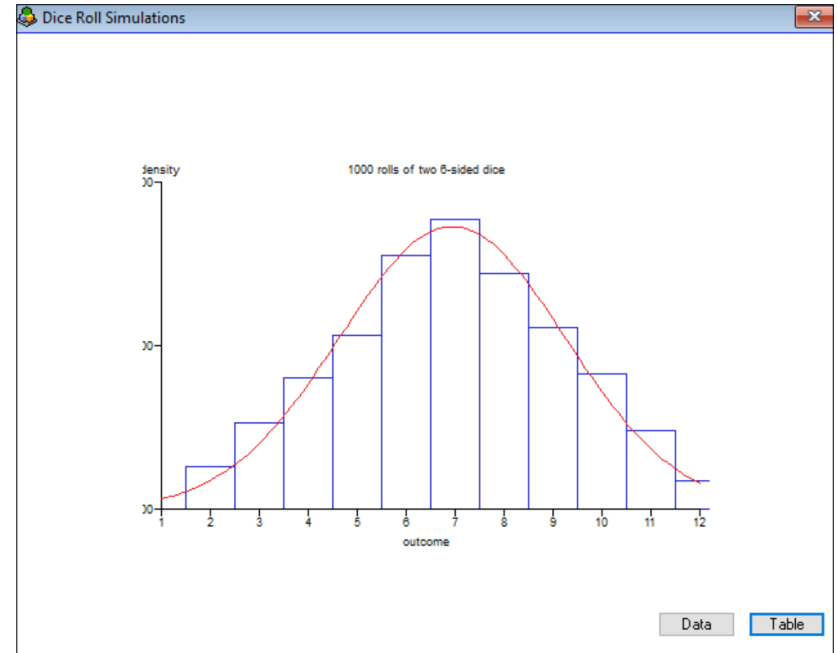 Dice Roll Simulations
density
1000 rolls of two 6-sided dice
1 2 3 4 5 6 7 8 9 10 11 12
outcome
Data Table